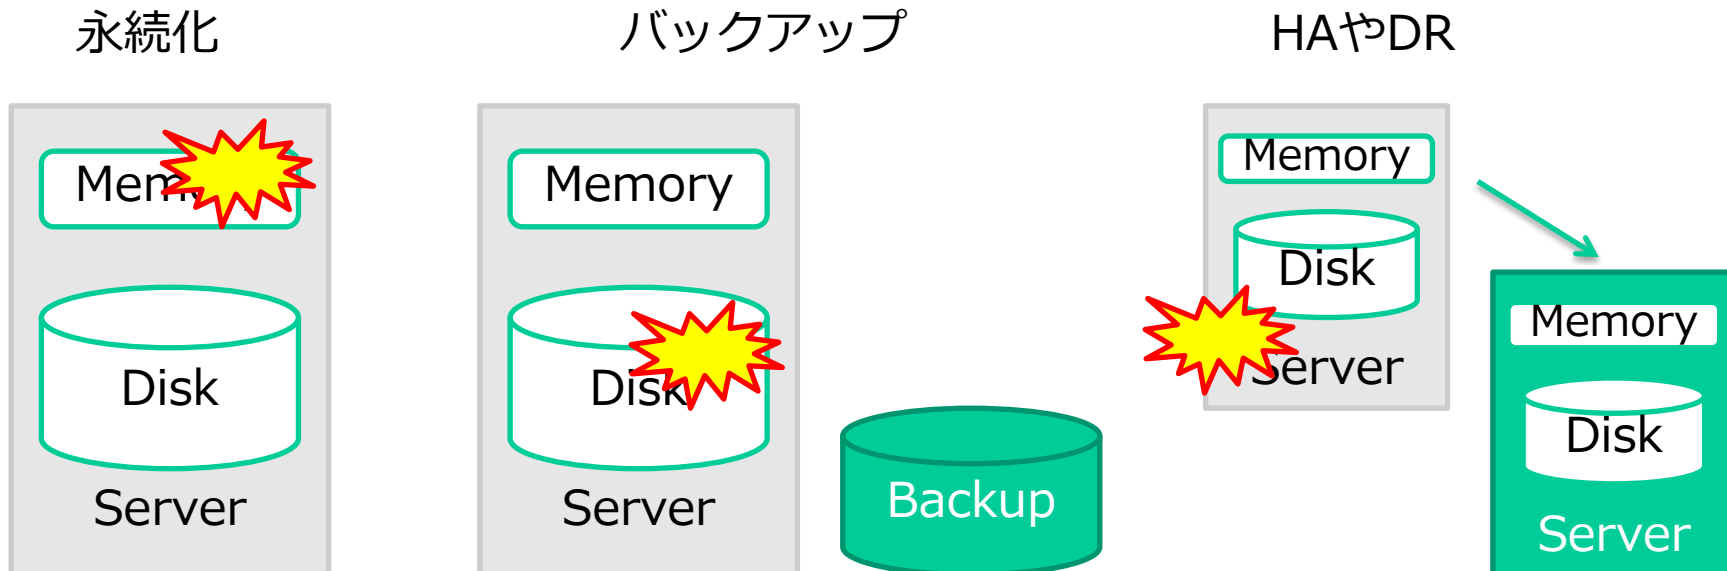 永続化
バックアップ
HAやDR
Mem
Disk
Server
Memory
Disk
Server
Backup
Memory
Disk
Server
Memory
Disk
Server